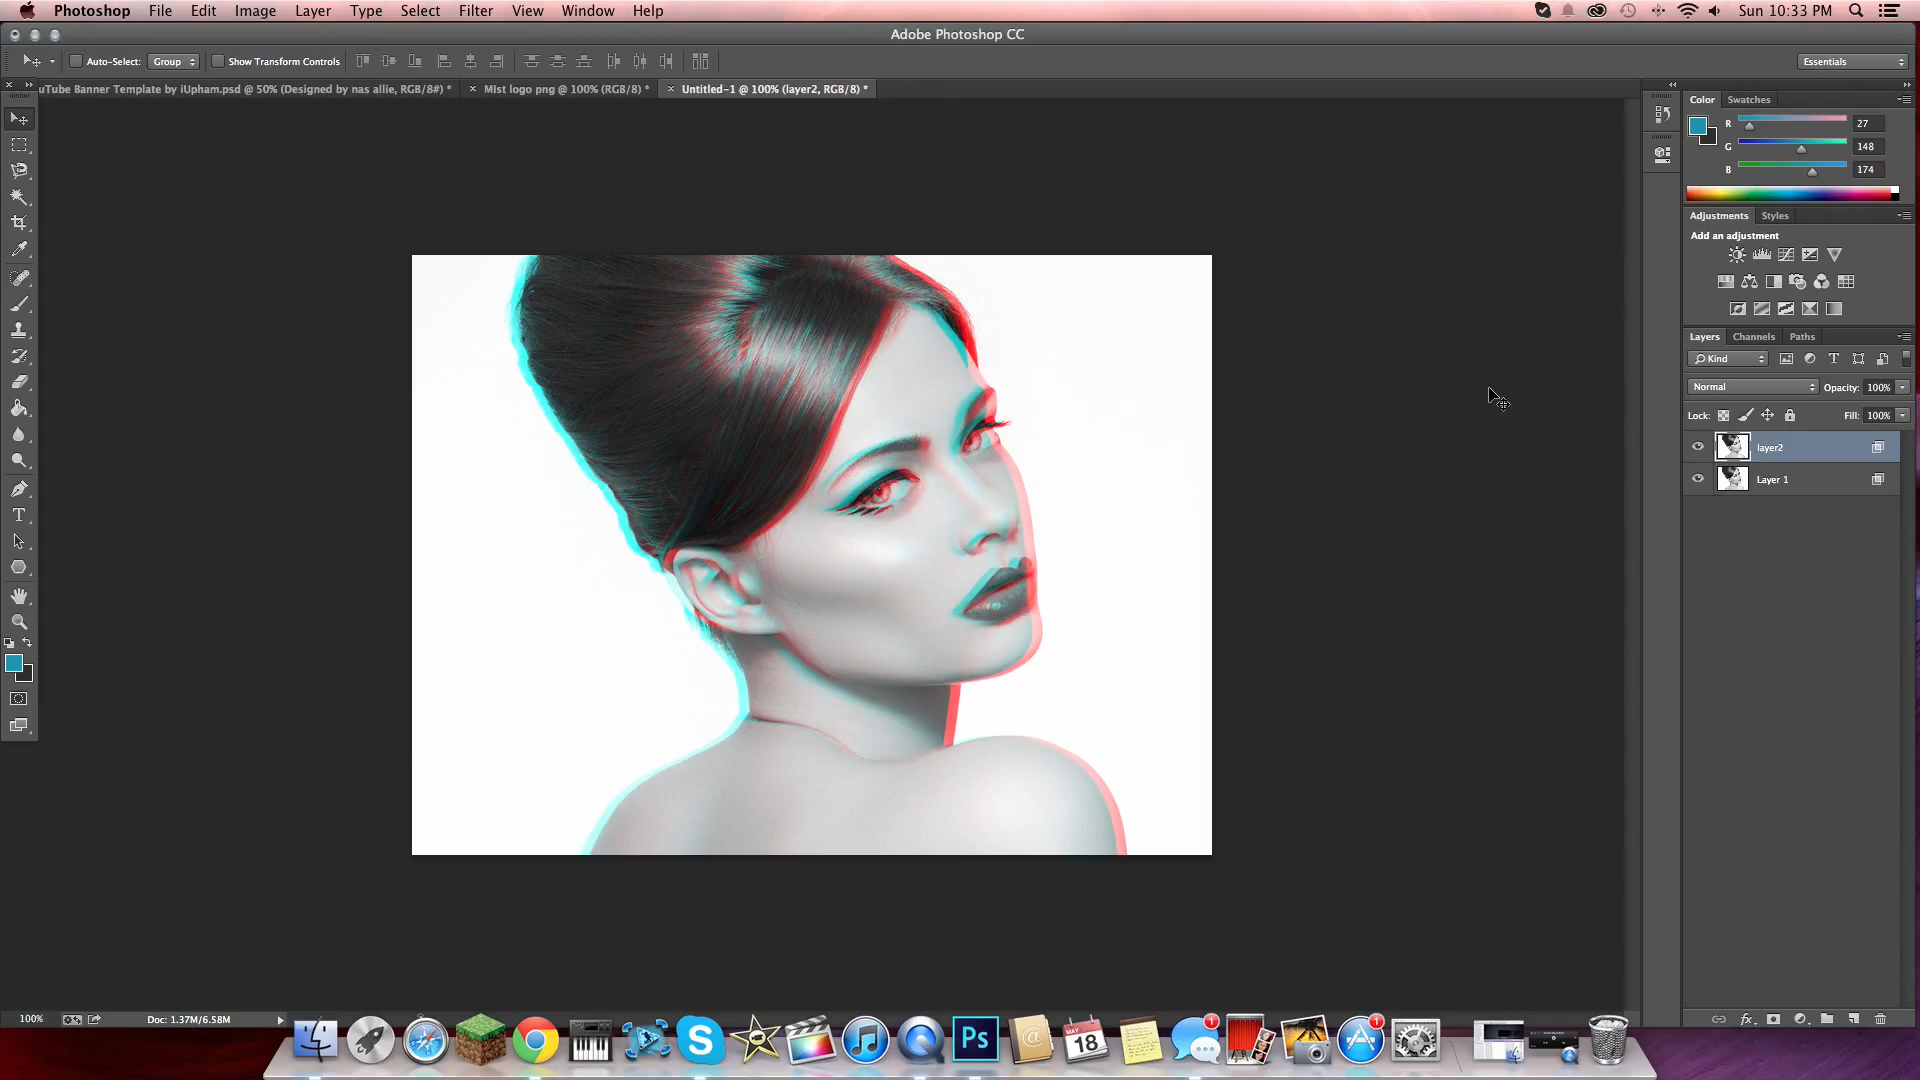 Photoshop File Edit Image Layer Type Select Filter View Window Help Sun 10:33 PM
Adobe Photoshop CC
Auto-Select: Group Show Transform Controls Essentials
uTube Banner Template by iUpham.psd @ 50% (Designed by nas allie, RGB/8#) * MIst logo png @ 100% (RGB/8) * Untitled-1 @ 100% (layer2, RGB/8) *
Color Swatches
R 27
G 148
B 174
Adjustments Styles
Add an adjustment
Layers Channels Paths
Kind
Normal Opacity: 100%
Lock: Fill: 100%
layer2
Layer 1
100% Doc: 1.37M/6.58M
Ps
MAY
18
1
1